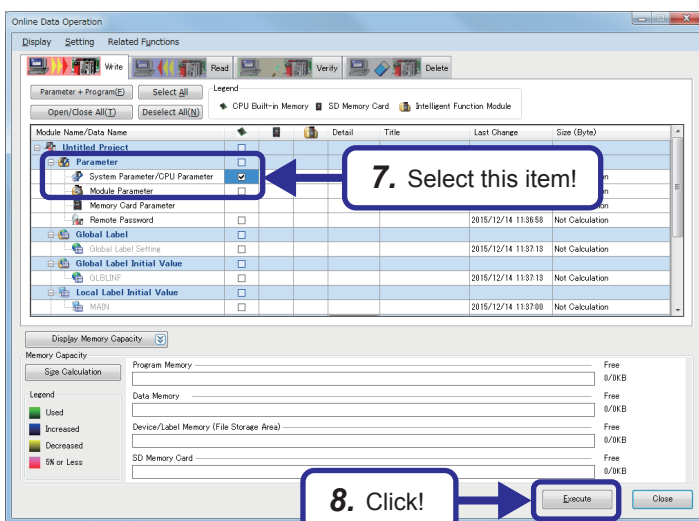 Online Data Operation
Display Setting Related Functions
Write Read Verify Delete
Parameter + Program(F) Select All
Legend
CPU Built-in Memory SD Memory Card Intelligent Function Module
Open/Close All(T) Deselect All(N)
Module Name/Data Name Detail Title Last Change Size (Byte)
Untitled Project
Parameter
System Parameter/CPU Parameter
Module Parameter
Memory Card Parameter
Remote Password 2015/12/14 11:36:58 Not Calculation
Global Label
Global Label Setting 2015/12/14 11:37:13 Not Calculation
Global Label Initial Value
GLBLINF 2015/12/14 11:37:13 Not Calculation
Local Label Initial Value
MAIN 2015/12/14 11:37:00 Not Calculation
7. Select this item!
Display Memory Capacity
Memory Capacity
Size Calculation
Program Memory Free
0/0KB
Legend
Used
Increased
Decreased
5% or Less
Data Memory Free
0/0KB
Device/Label Memory (File Storage Area) Free
0/0KB
SD Memory Card Free
0/0KB
8. Click!
Execute Close